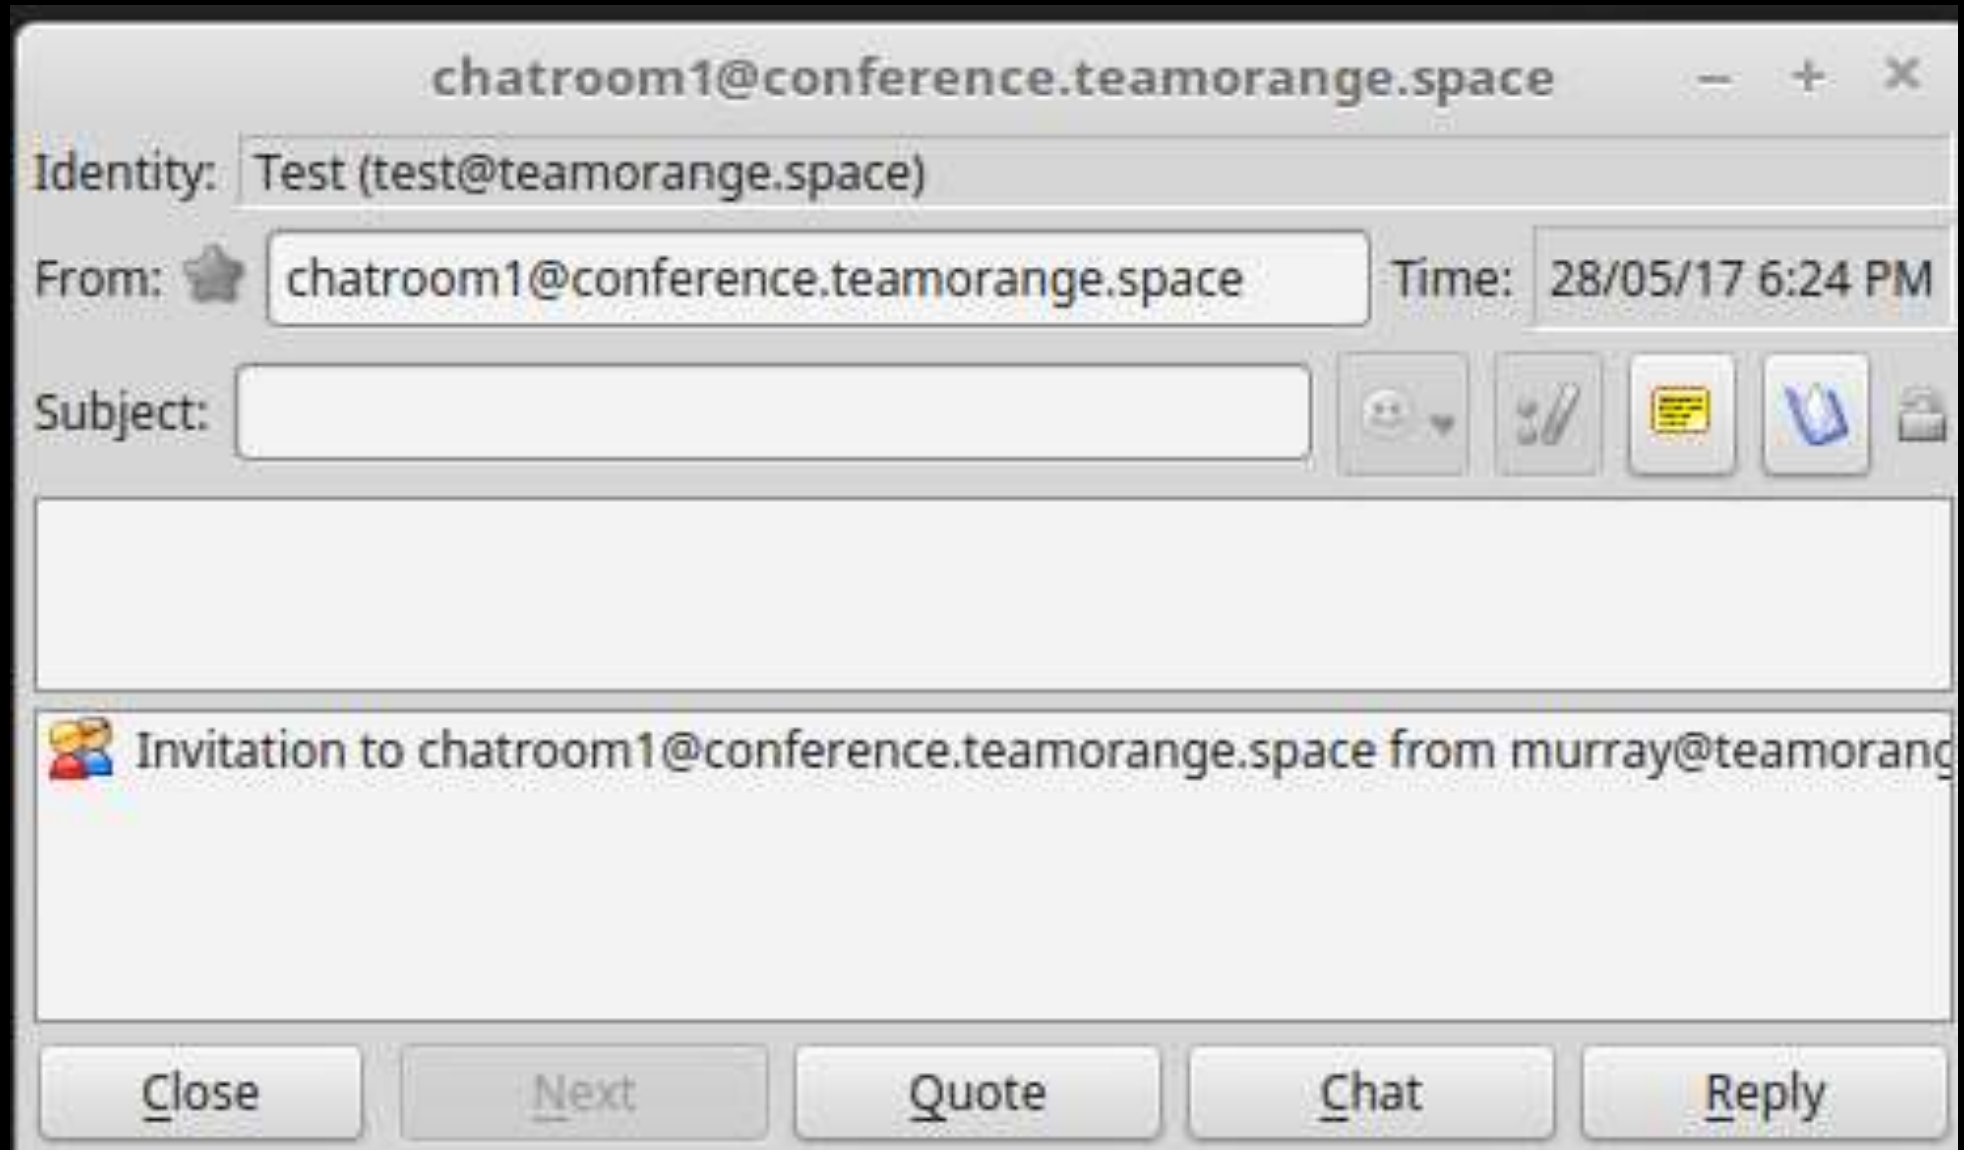 chatroom1@conference.teamorange.space
Identity: Test (test@teamorange.space)
From: chatroom1@conference.teamorange.space Time: 28/05/17 6:24 PM
Subject:
Invitation to chatroom1@conference.teamorange.space from murray@teamorang
Close Next Quote Chat Reply